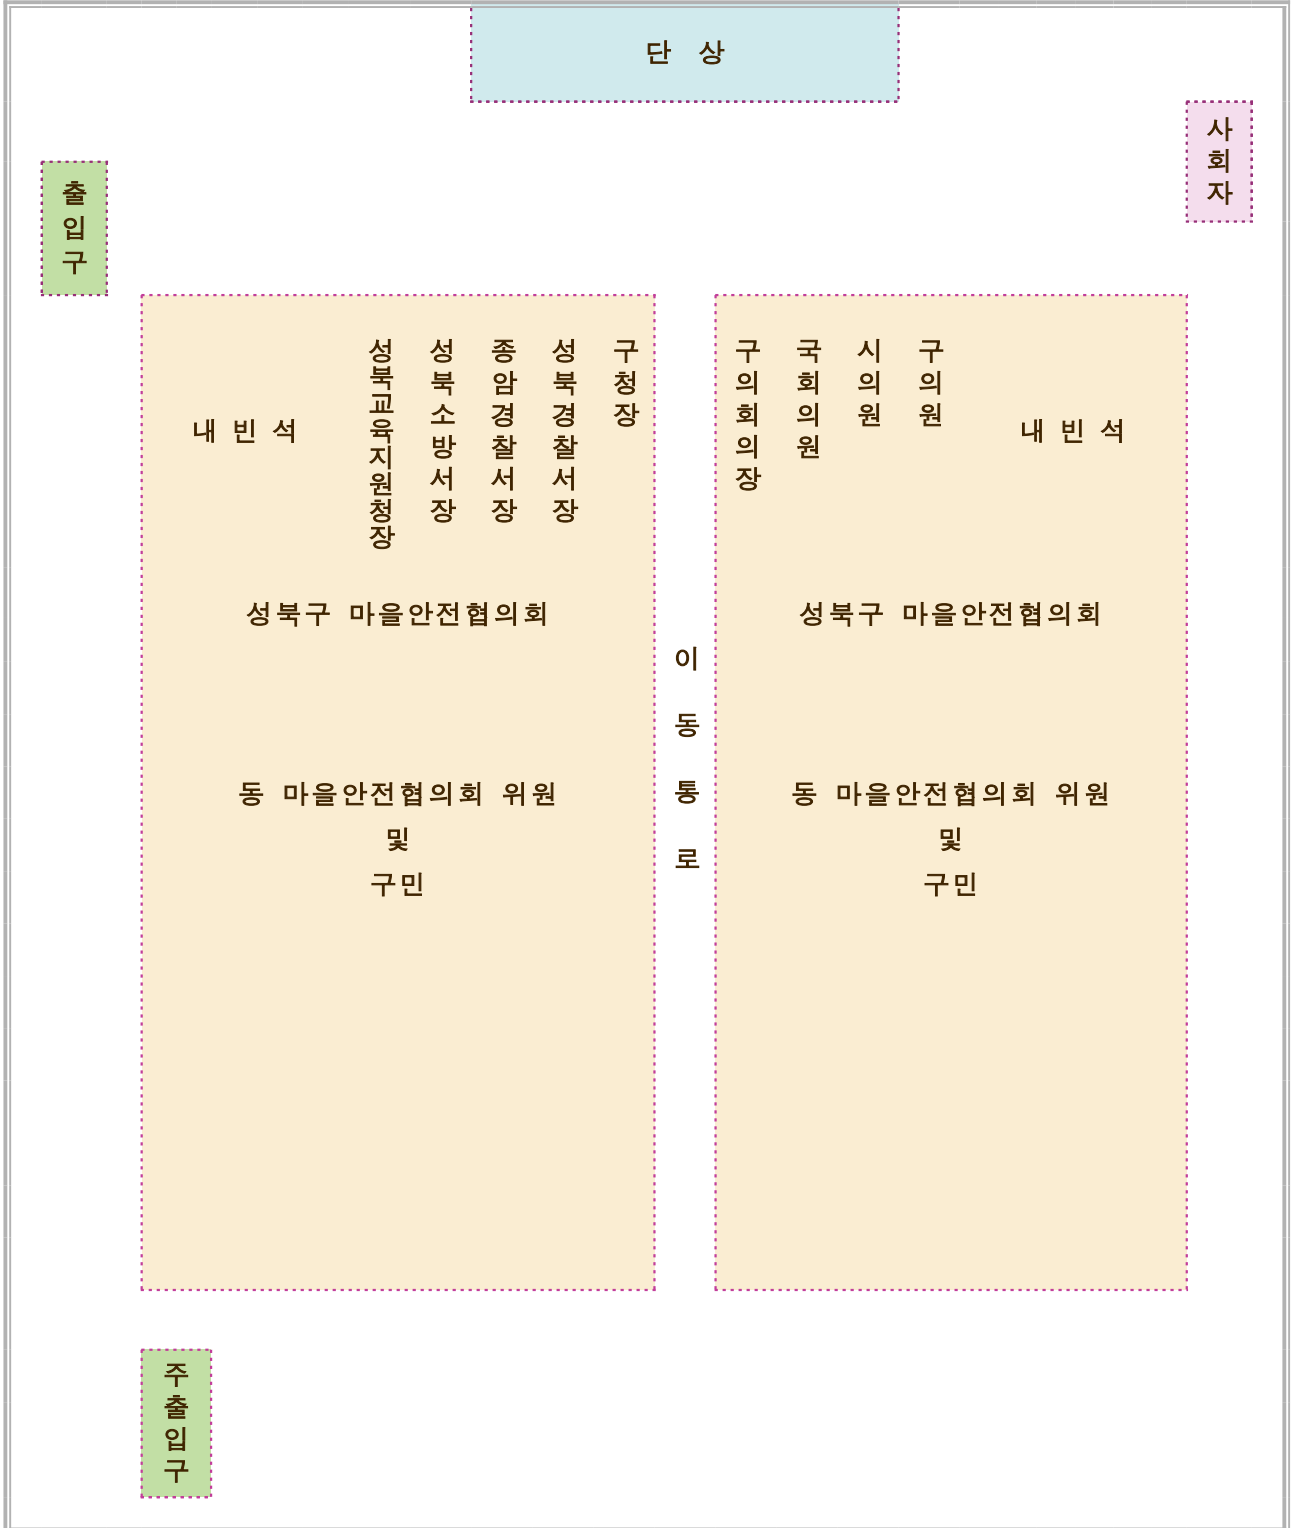 단 상
사회자
출입구
내 빈 석
성북교육지원청장
성북소방서장
종암경찰서장
성북경찰서장
구청장
구의회의장
국회의원
시의원
구의원
내 빈 석
성북구 마을안전협의회
성북구 마을안전협의회
이동통로
동 마을안전협의회 위원
및
구민
동 마을안전협의회 위원
및
구민
주출입구